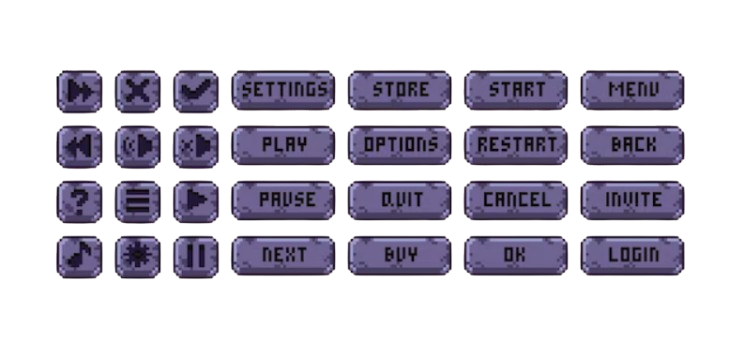 SETTINGS STORE START MENU
PLAY OPTIONS RESTART BACK
? PAUSE QUIT CANCEL INVITE
NEXT BUY OK LOGIN